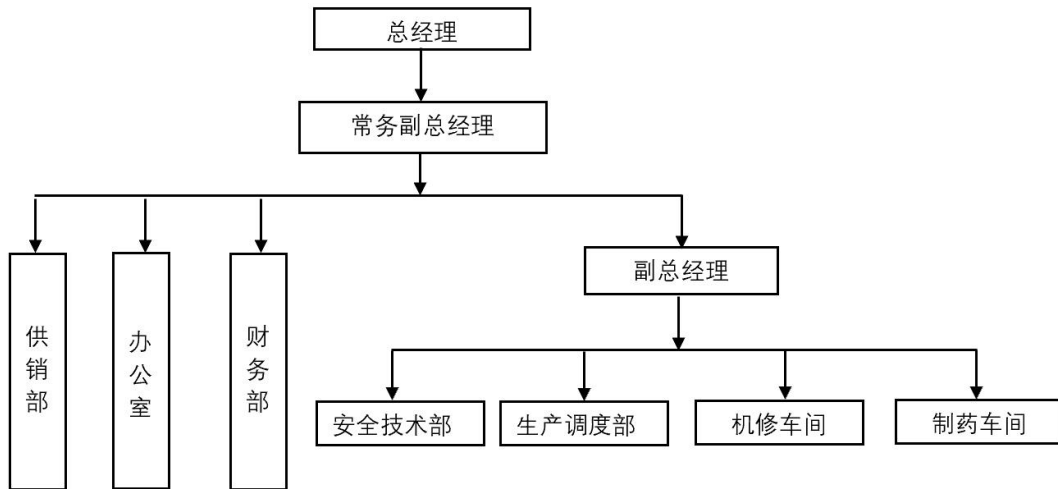 总经理
常务副总经理
副总经理
供销部
办公室
财务部
安全技术部
生产调度部
机修车间
制药车间